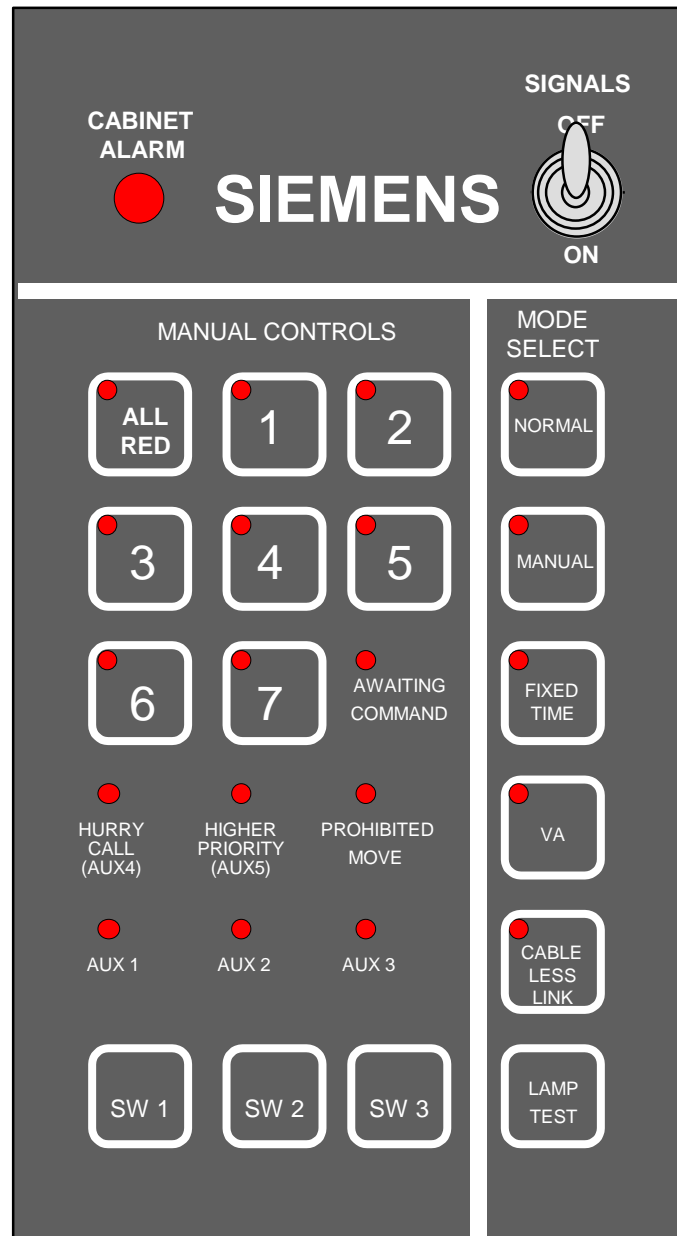 SIGNALS
OFF
CABINET
ALARM
SIEMENS
ON
MANUAL CONTROLS
ALL
RED
1
2
3
4
5
6
7
AWAITING
COMMAND
HURRY
CALL
(AUX4)
HIGHER
PRIORITY
(AUX5)
PROHIBITED
MOVE
AUX 1
AUX 2
AUX 3
SW 1
SW 2
SW 3
MODE
SELECT
NORMAL
MANUAL
FIXED
TIME
VA
CABLE
LESS
LINK
LAMP
TEST